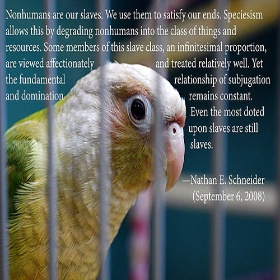 Nonhumans are our slaves. We use them to satisfy our ends. Speciesism
allows this by degrading nonhumans into the class of things and
resources. Some members of this slave class, an infinitesimal proportion,
are viewed affectionately and treated relatively well. Yet
the fundamental relationship of subjugation
and domination remains constant.
Even the most doted
upon slaves are still
slaves.
—Nathan E. Schneider
(September 6, 2008)